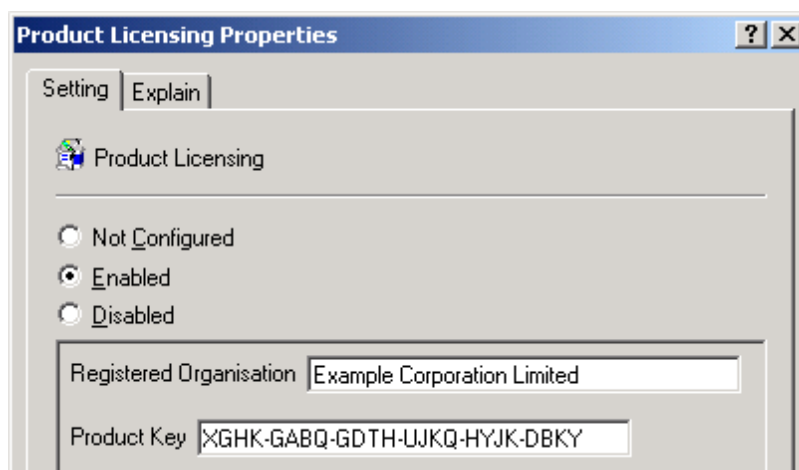 Product Licensing Properties
Setting Explain
Product Licensing
Not Configured
Enabled
Disabled
Registered Organisation Example Corporation Limited
Product Key XGHK-GABQ-GDTH-UJKQ-HYJK-DBKY